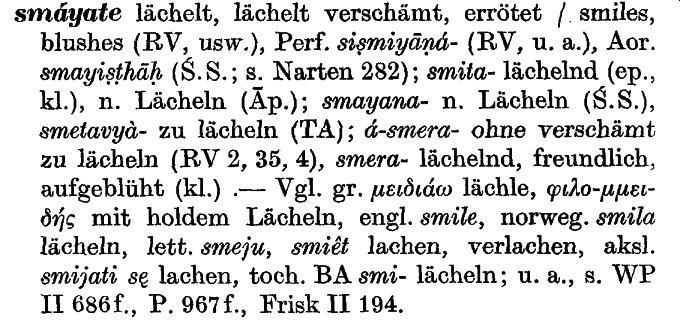 smáyate lächelt, lächelt verschämt, errötet / smiles,
blushes (RV, usw.), Perf. siṣmiyāṇá- (RV, u. a.), Aor.
smayiṣṭhāḥ (Ś.S.; s. Narten 282); smita- lächelnd (ep.,
kl.), n. Lächeln (Āp.); smayana- n. Lächeln (Ś.S.),
smetavyà- zu lächeln (TA); á-smera- ohne verschämt
zu lächeln (RV 2, 35, 4), smera- lächelnd, freundlich,
aufgeblüht (kl.) .— Vgl. gr. μειδιάω lächle, φιλο-μμει-
δής mit holdem Lächeln, engl. smile, norweg. smila
lächeln, lett. smeju, smiêt lachen, verlachen, aksl.
smijati sę lachen, toch. BA smi- lächeln; u. a., s. WP
II 686f., P. 967f., Frisk II 194.